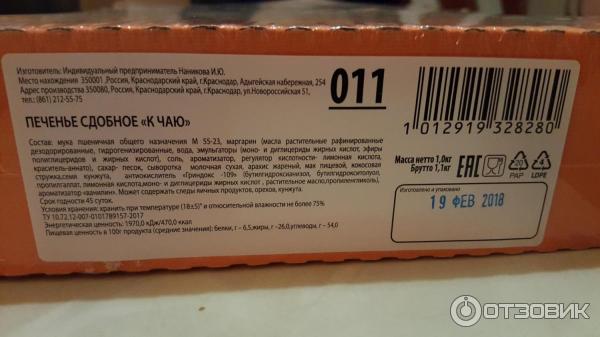 Изготовитель: Индивидуальный предприниматель Наникова И.Ю.
Место нахождения 350001 ,Россия, Краснодарский край, г.Краснодар, Адыгейская набережная, 254
Адрес производства 350080, Россия, Краснодарский край, г.Краснодар, ул.Новороссийская 51,
тел.: (861) 212-55-75
011
ПЕЧЕНЬЕ СДОБНОЕ «К ЧАЮ»
Состав: мука пшеничная общего назначения М 55-23, маргарин (масла растительные рафинированные
дезодорированные, гидрогенизированные, вода, эмульгаторы (моно- и диглицериды жирных кислот, эфиры
полиглицеридов и жирных кислот), соль, ароматизатор, регулятор кислотности- лимонная кислота,
краситель-аннато), сахар- песок, сыворотка молочная сухая, разрыхлители, ароматизаторы, мак пищевой, кокосовая
стружка,семя кунжута, антиокислитель «Гриндокс -109» (бутилгидроксианизол, бутилгидрокситолуол,
пропилгаллат, лимонная кислота,моно- и диглицериды жирных кислот , растительное масло,пропиленгликоль),
ароматизатор «ванилин». Может содержать следы яичных продуктов, орехов, кунжута.
Срок годности 45 суток.
Условия хранения: хранить при температуре (18±5)° и относительной влажности не более 75%
ТУ 10.72.12-007-0101789157-2017
Энергетическая ценность: 1970,0 кДж/470,0 ккал
Пищевая ценность в 100г продукта (средние значения): белки, г – 6,5,жиры, г -26,0,углеводы, г – 54,0
1 012919 328280
Масса нетто 1,0кг
Брутто 1,1кг
EAC
20
PAP
4
LDPE
Изготовлено и упаковано
19 ФЕВ 2018
ОТЗОВИК